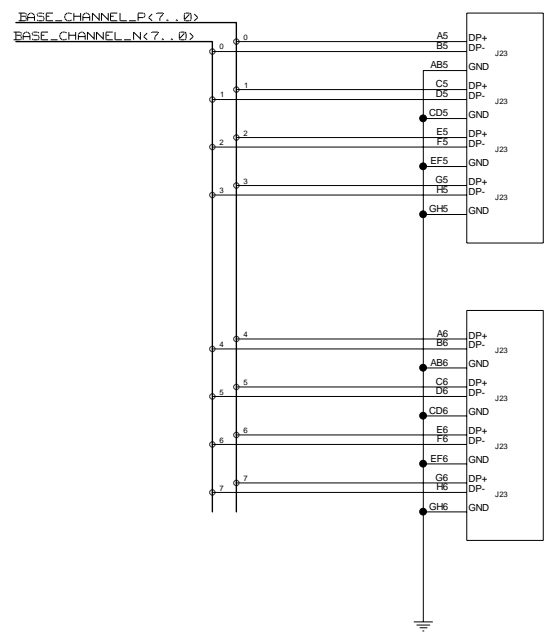 BASE_CHANNEL_P<7..0>
BASE_CHANNEL_N<7..0>
0 A5 DP+
0 B5 DP-
J23
AB5 GND
1 C5 DP+
1 D5 DP-
J23
CD5 GND
2 E5 DP+
2 F5 DP-
J23
EF5 GND
3 G5 DP+
3 H5 DP-
J23
GH5 GND
4 A6 DP+
4 B6 DP-
J23
AB6 GND
5 C6 DP+
5 D6 DP-
J23
CD6 GND
6 E6 DP+
6 F6 DP-
J23
EF6 GND
7 G6 DP+
7 H6 DP-
J23
GH6 GND